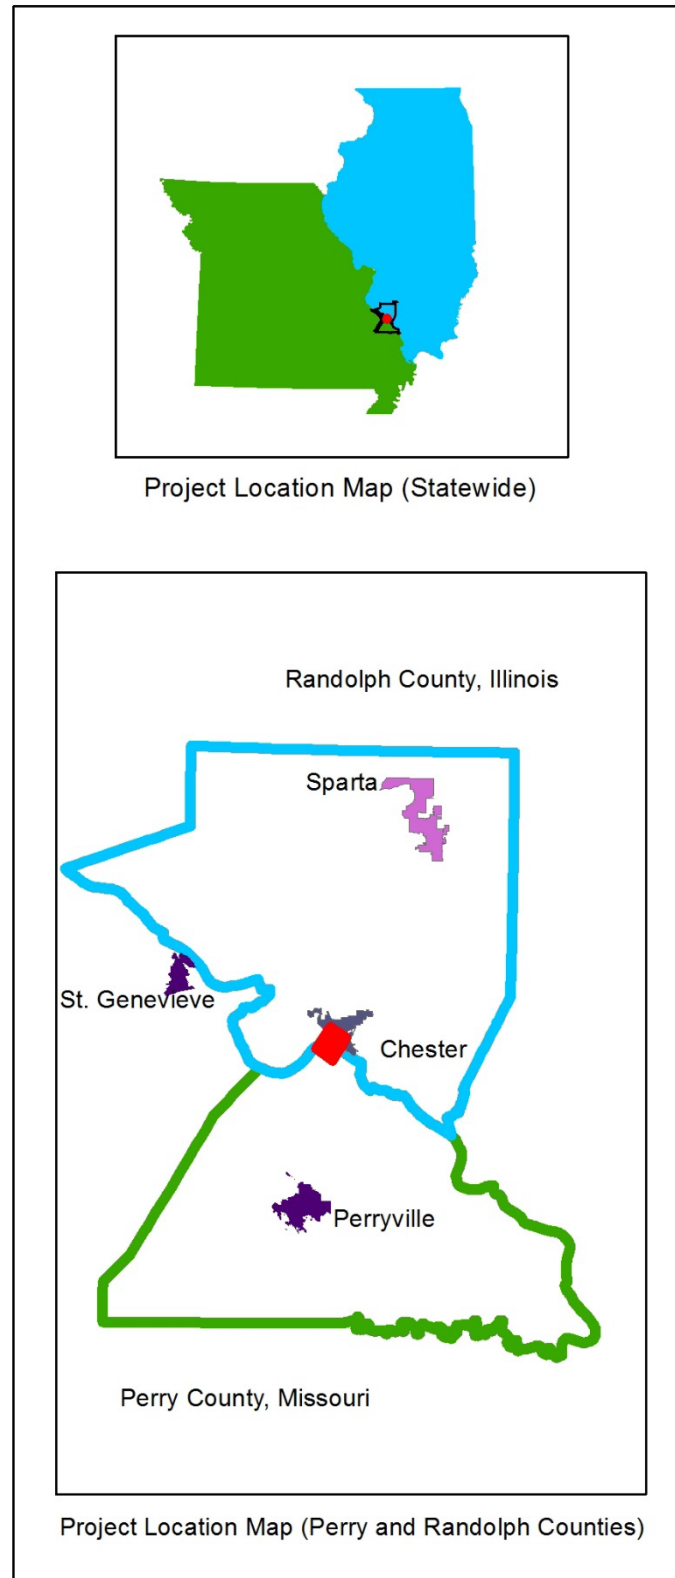 Project Location Map (Statewide)
Randolph County, Illinois
Sparta
St. Genevieve
Chester
Perryville
Perry County, Missouri
Project Location Map (Perry and Randolph Counties)